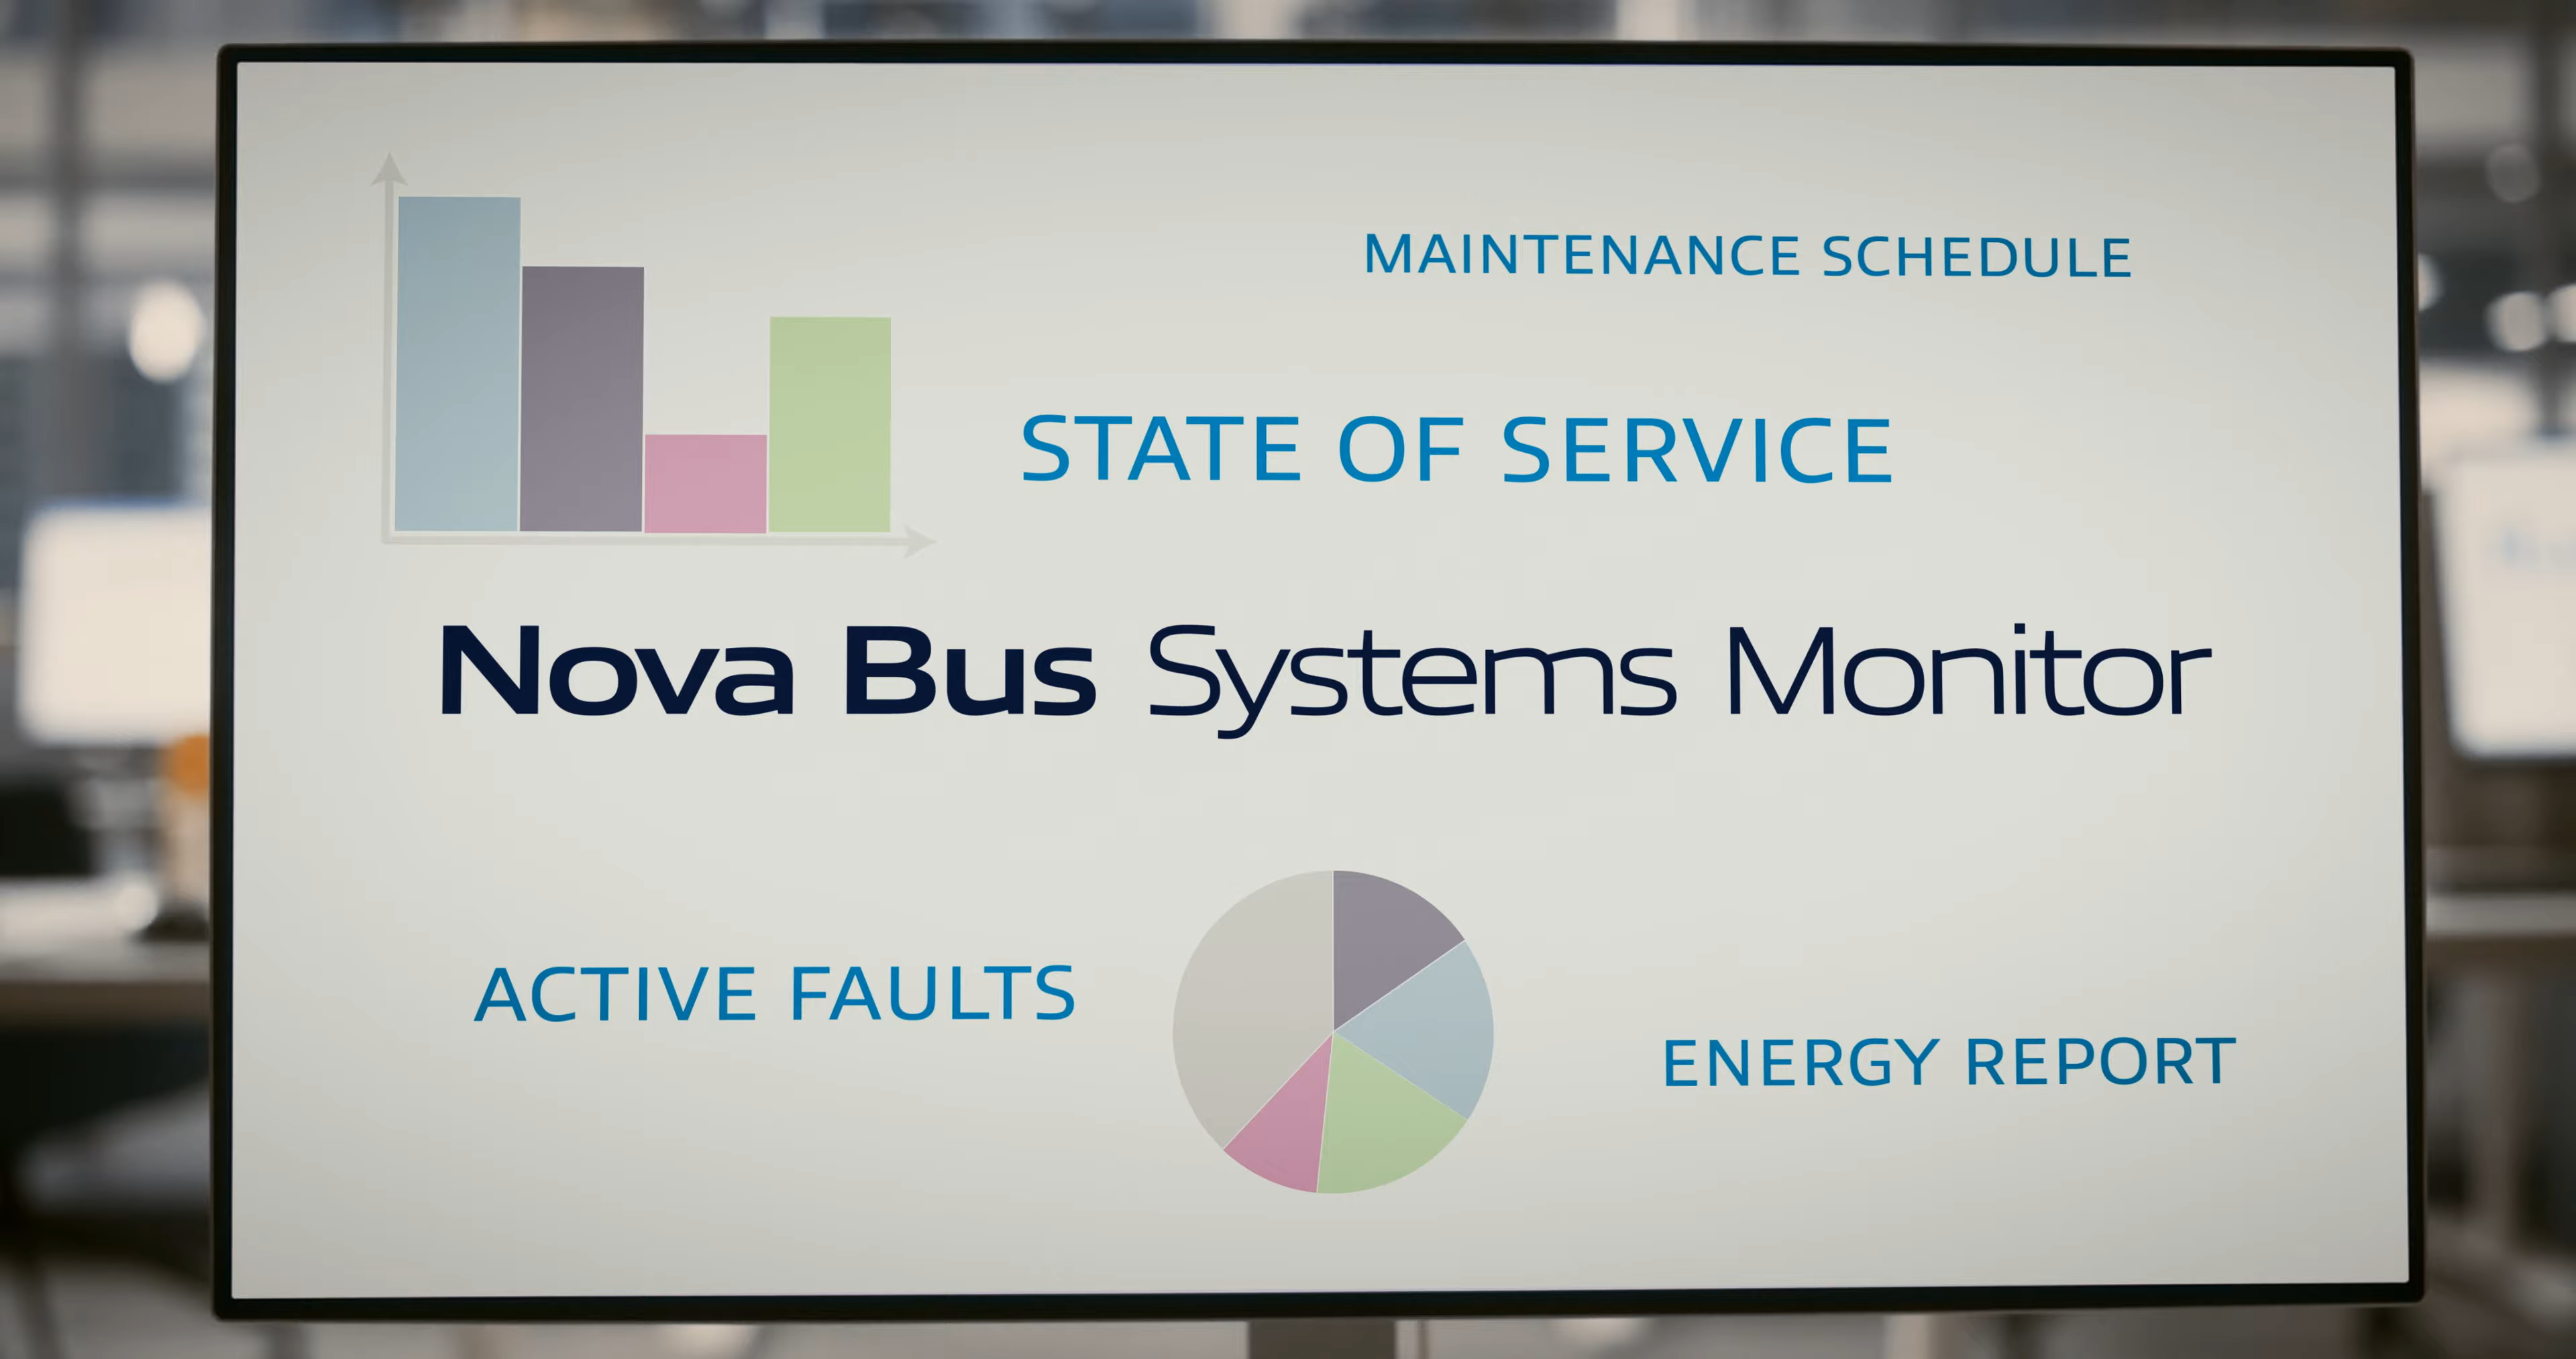 MAINTENANCE SCHEDULE
STATE OF SERVICE
Nova Bus Systems Monitor
ACTIVE FAULTS
ENERGY REPORT